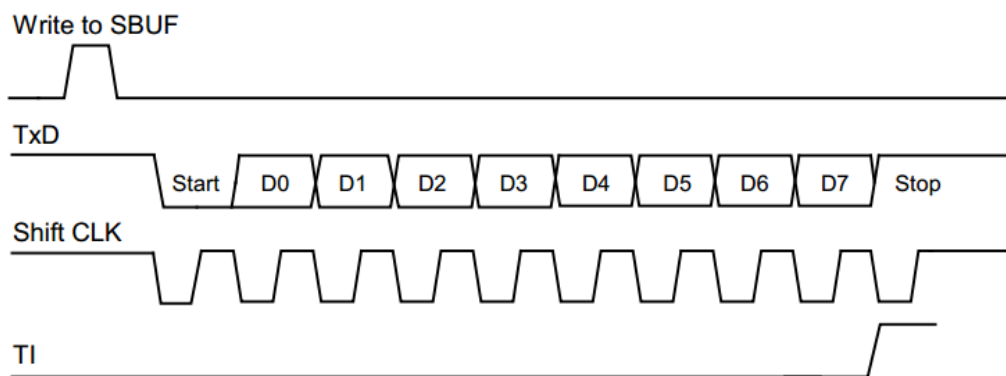 Write to SBUF
TxD
Start D0 D1 D2 D3 D4 D5 D6 D7 Stop
Shift CLK
TI